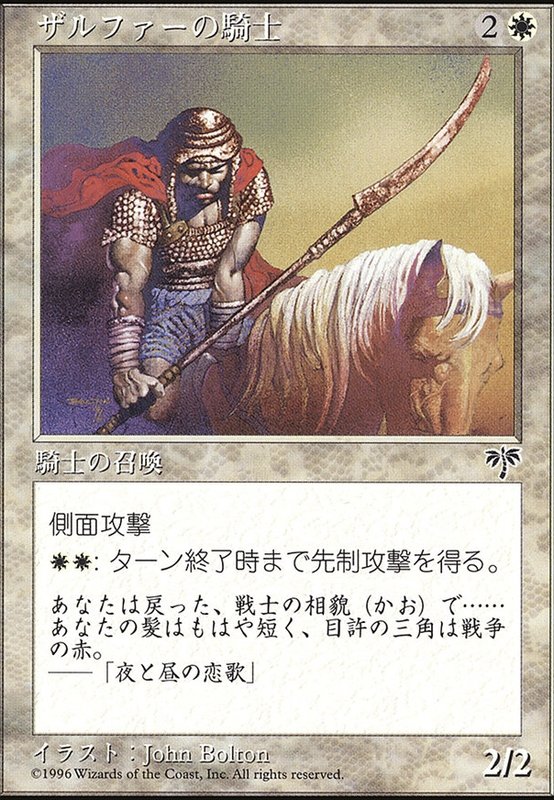 ザルファーの騎士 2
騎士の召喚
側面攻撃
: ターン終了時まで先制攻撃を得る。
あなたは戻った、戦士の相貌（かお）で……
あなたの髪はもはや短く、目許の三角は戦争
の赤。
――「夜と昼の恋歌」
イラスト：John Bolton
2/2
©1996 Wizards of the Coast, Inc. All rights reserved.